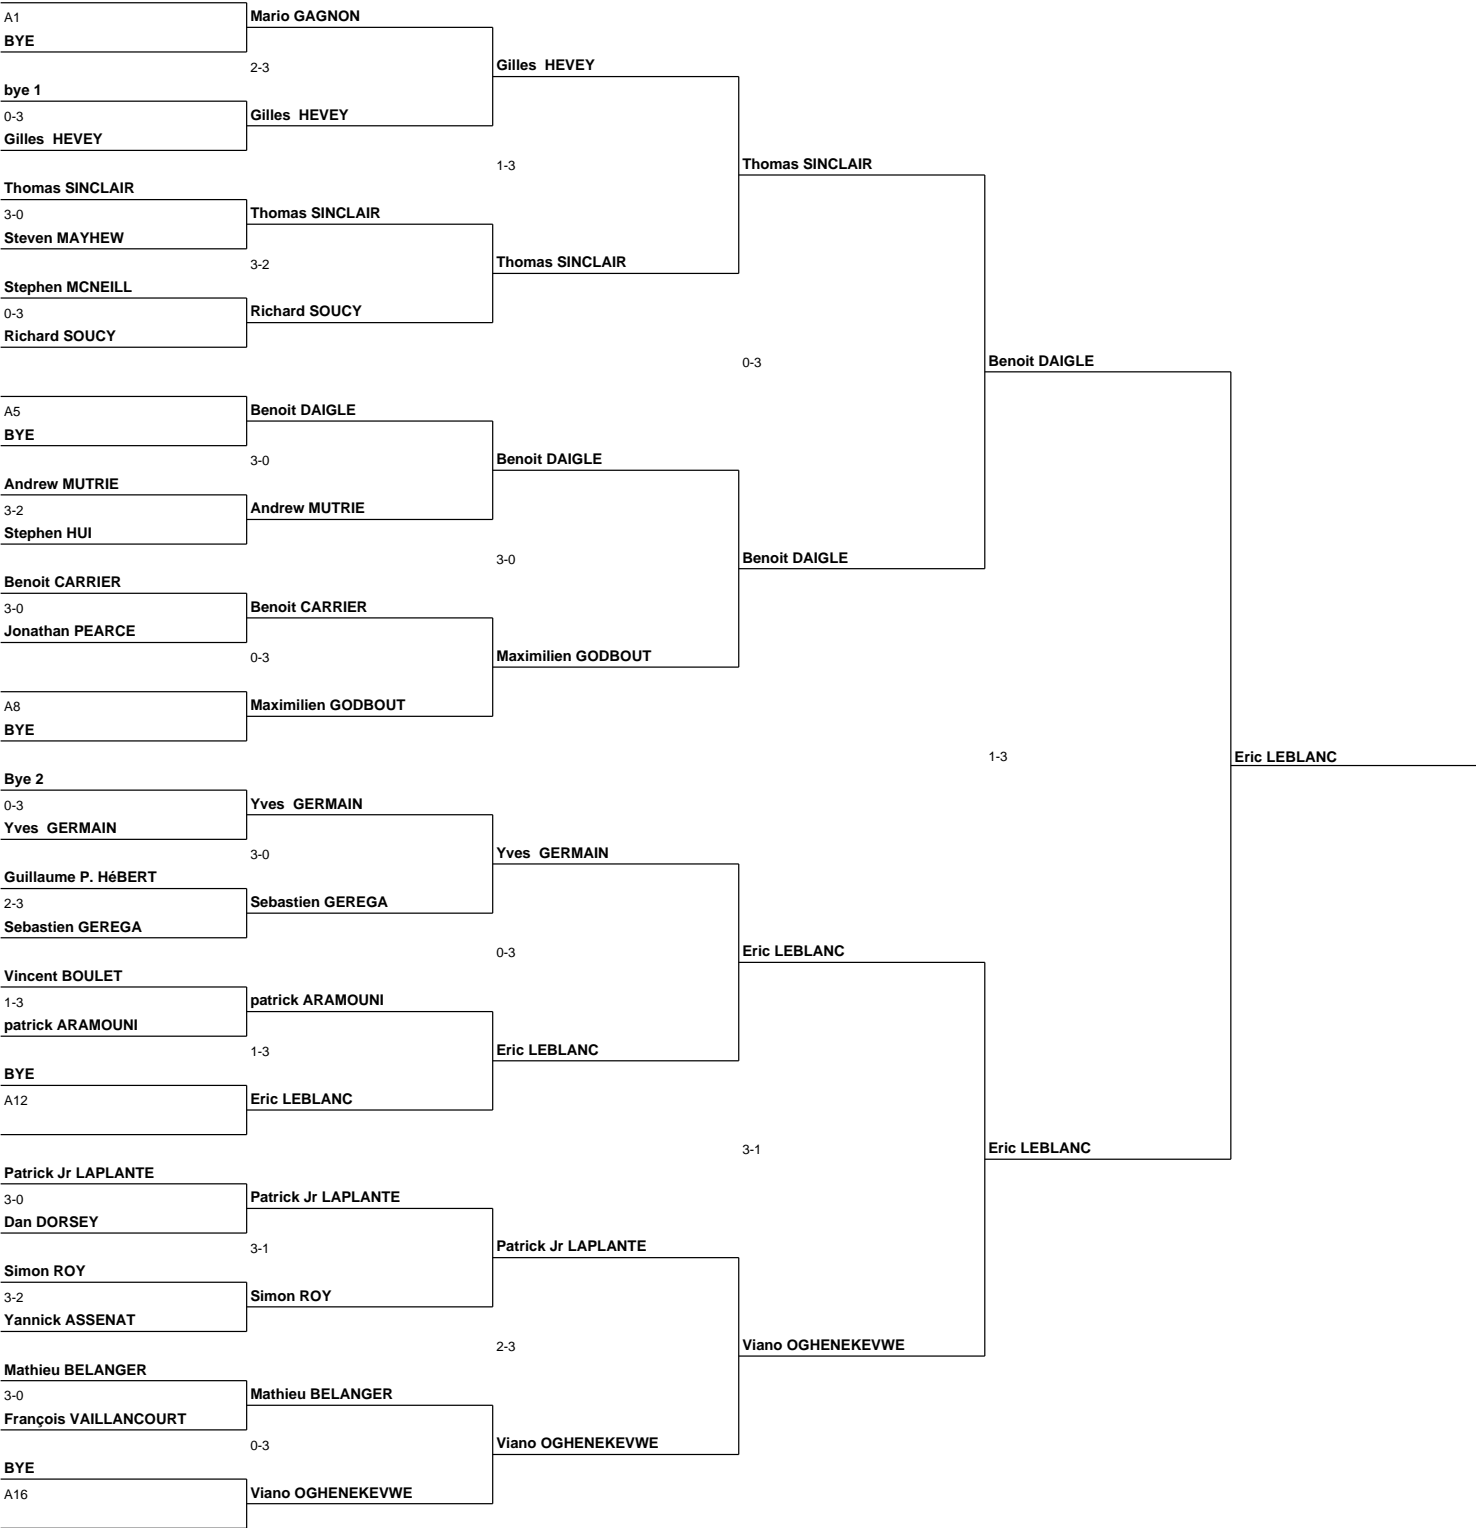 A1
BYE
bye 1
0-3
Gilles HEVEY
Thomas SINCLAIR
3-0
Steven MAYHEW
Stephen MCNEILL
0-3
Richard SOUCY
A5
BYE
Andrew MUTRIE
3-2
Stephen HUI
Benoit CARRIER
3-0
Jonathan PEARCE
A8
BYE
Bye 2
0-3
Yves GERMAIN
Guillaume P. HéBERT
2-3
Sebastien GEREGA
Vincent BOULET
1-3
patrick ARAMOUNI
BYE
A12
Patrick Jr LAPLANTE
3-0
Dan DORSEY
Simon ROY
3-2
Yannick ASSENAT
Mathieu BELANGER
3-0
François VAILLANCOURT
BYE
A16
Mario GAGNON
2-3
Gilles HEVEY
Thomas SINCLAIR
3-2
Richard SOUCY
Benoit DAIGLE
3-0
Andrew MUTRIE
Benoit CARRIER
0-3
Maximilien GODBOUT
Yves GERMAIN
3-0
Sebastien GEREGA
patrick ARAMOUNI
1-3
Eric LEBLANC
Patrick Jr LAPLANTE
3-1
Simon ROY
Mathieu BELANGER
0-3
Viano OGHENEKEVWE
Gilles HEVEY
1-3
Thomas SINCLAIR
Benoit DAIGLE
3-0
Maximilien GODBOUT
Yves GERMAIN
0-3
Eric LEBLANC
Patrick Jr LAPLANTE
2-3
Viano OGHENEKEVWE
Thomas SINCLAIR
0-3
Benoit DAIGLE
Eric LEBLANC
3-1
Viano OGHENEKEVWE
Benoit DAIGLE
1-3
Eric LEBLANC
Eric LEBLANC